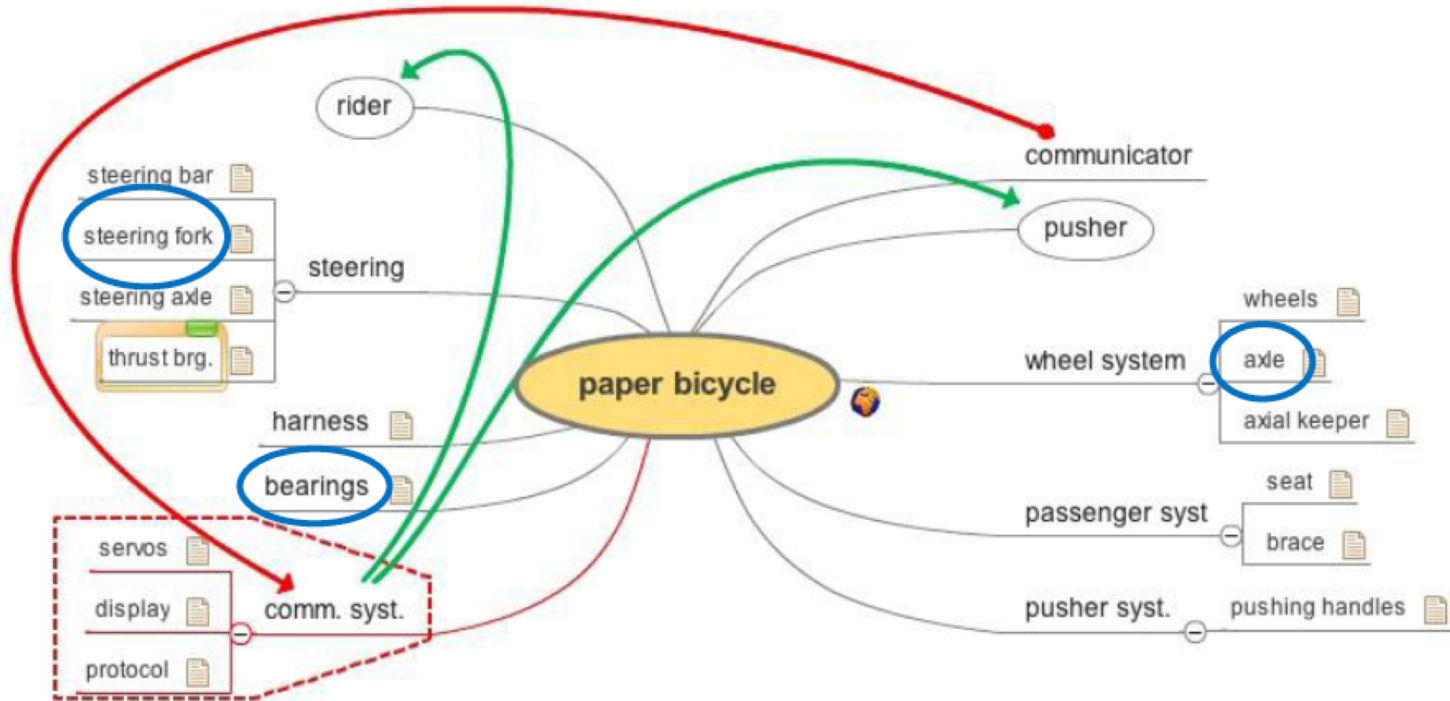 rider
communicator
pusher
steering bar
steering fork
steering axle
thrust brg.
steering
paper bicycle
wheel system
wheels
axle
axial keeper
harness
bearings
passenger syst
seat
brace
servos
display
protocol
comm. syst.
pusher syst.
pushing handles